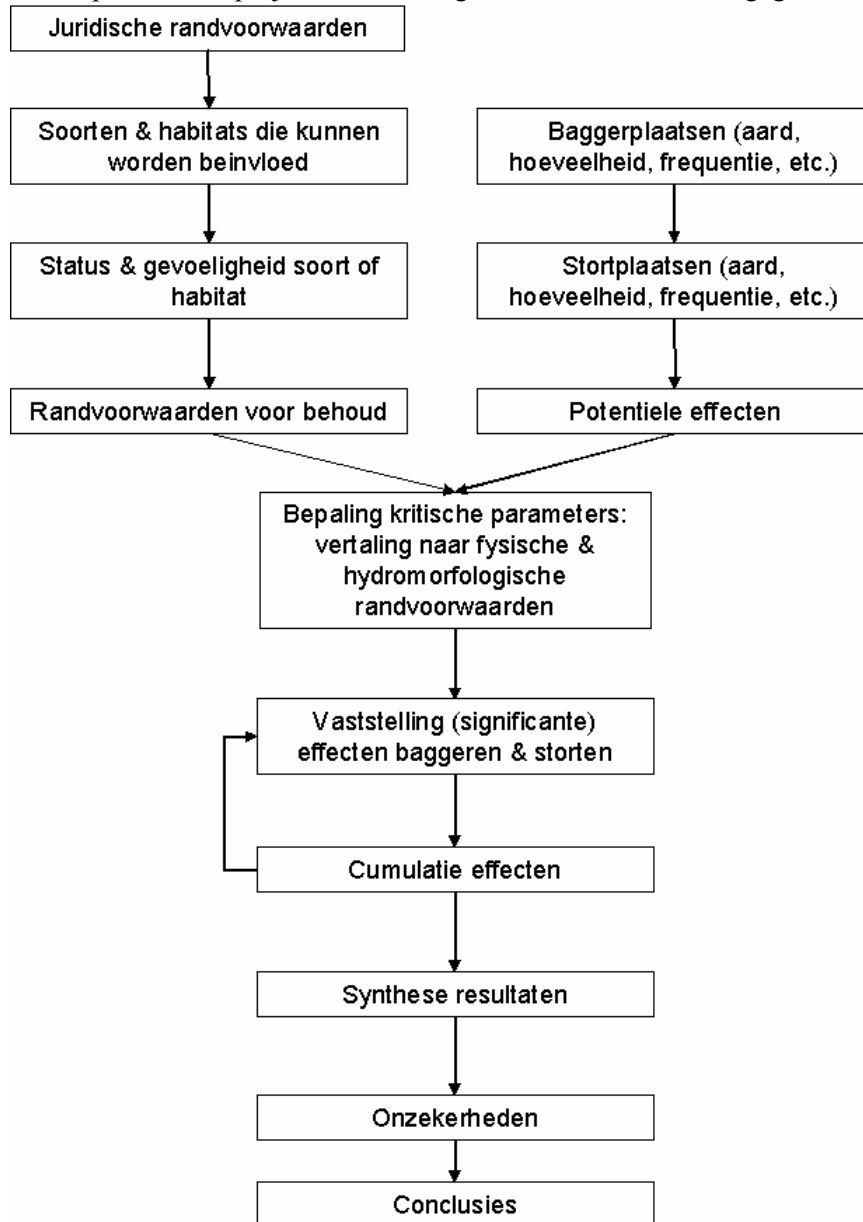 Juridische randvoorwaarden
Soorten & habitats die kunnen
worden beinvloed
Status & gevoeligheid soort of
habitat
Randvoorwaarden voor behoud
Baggerplaatsen (aard,
hoeveelheid, frequentie, etc.)
Stortplaatsen (aard,
hoeveelheid, frequentie, etc.)
Potentiele effecten
Bepaling kritische parameters:
vertaling naar fysische &
hydromorfologische
randvoorwaarden
Vaststelling (significante)
effecten baggeren & storten
Cumulatie effecten
Synthese resultaten
Onzekerheden
Conclusies